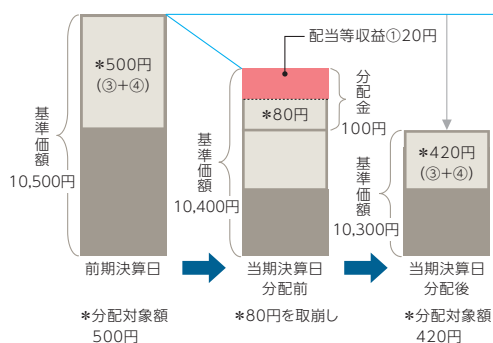 配当等収益①20円
*500円
(③+④)
基準価額
10,500円
*80円
分配金
100円
基準価額
10,400円
*420円
(③+④)
基準価額
10,300円
前期決算日
当期決算日
分配前
当期決算日
分配後
*分配対象額
500円
*80円を取崩し
*分配対象額
420円